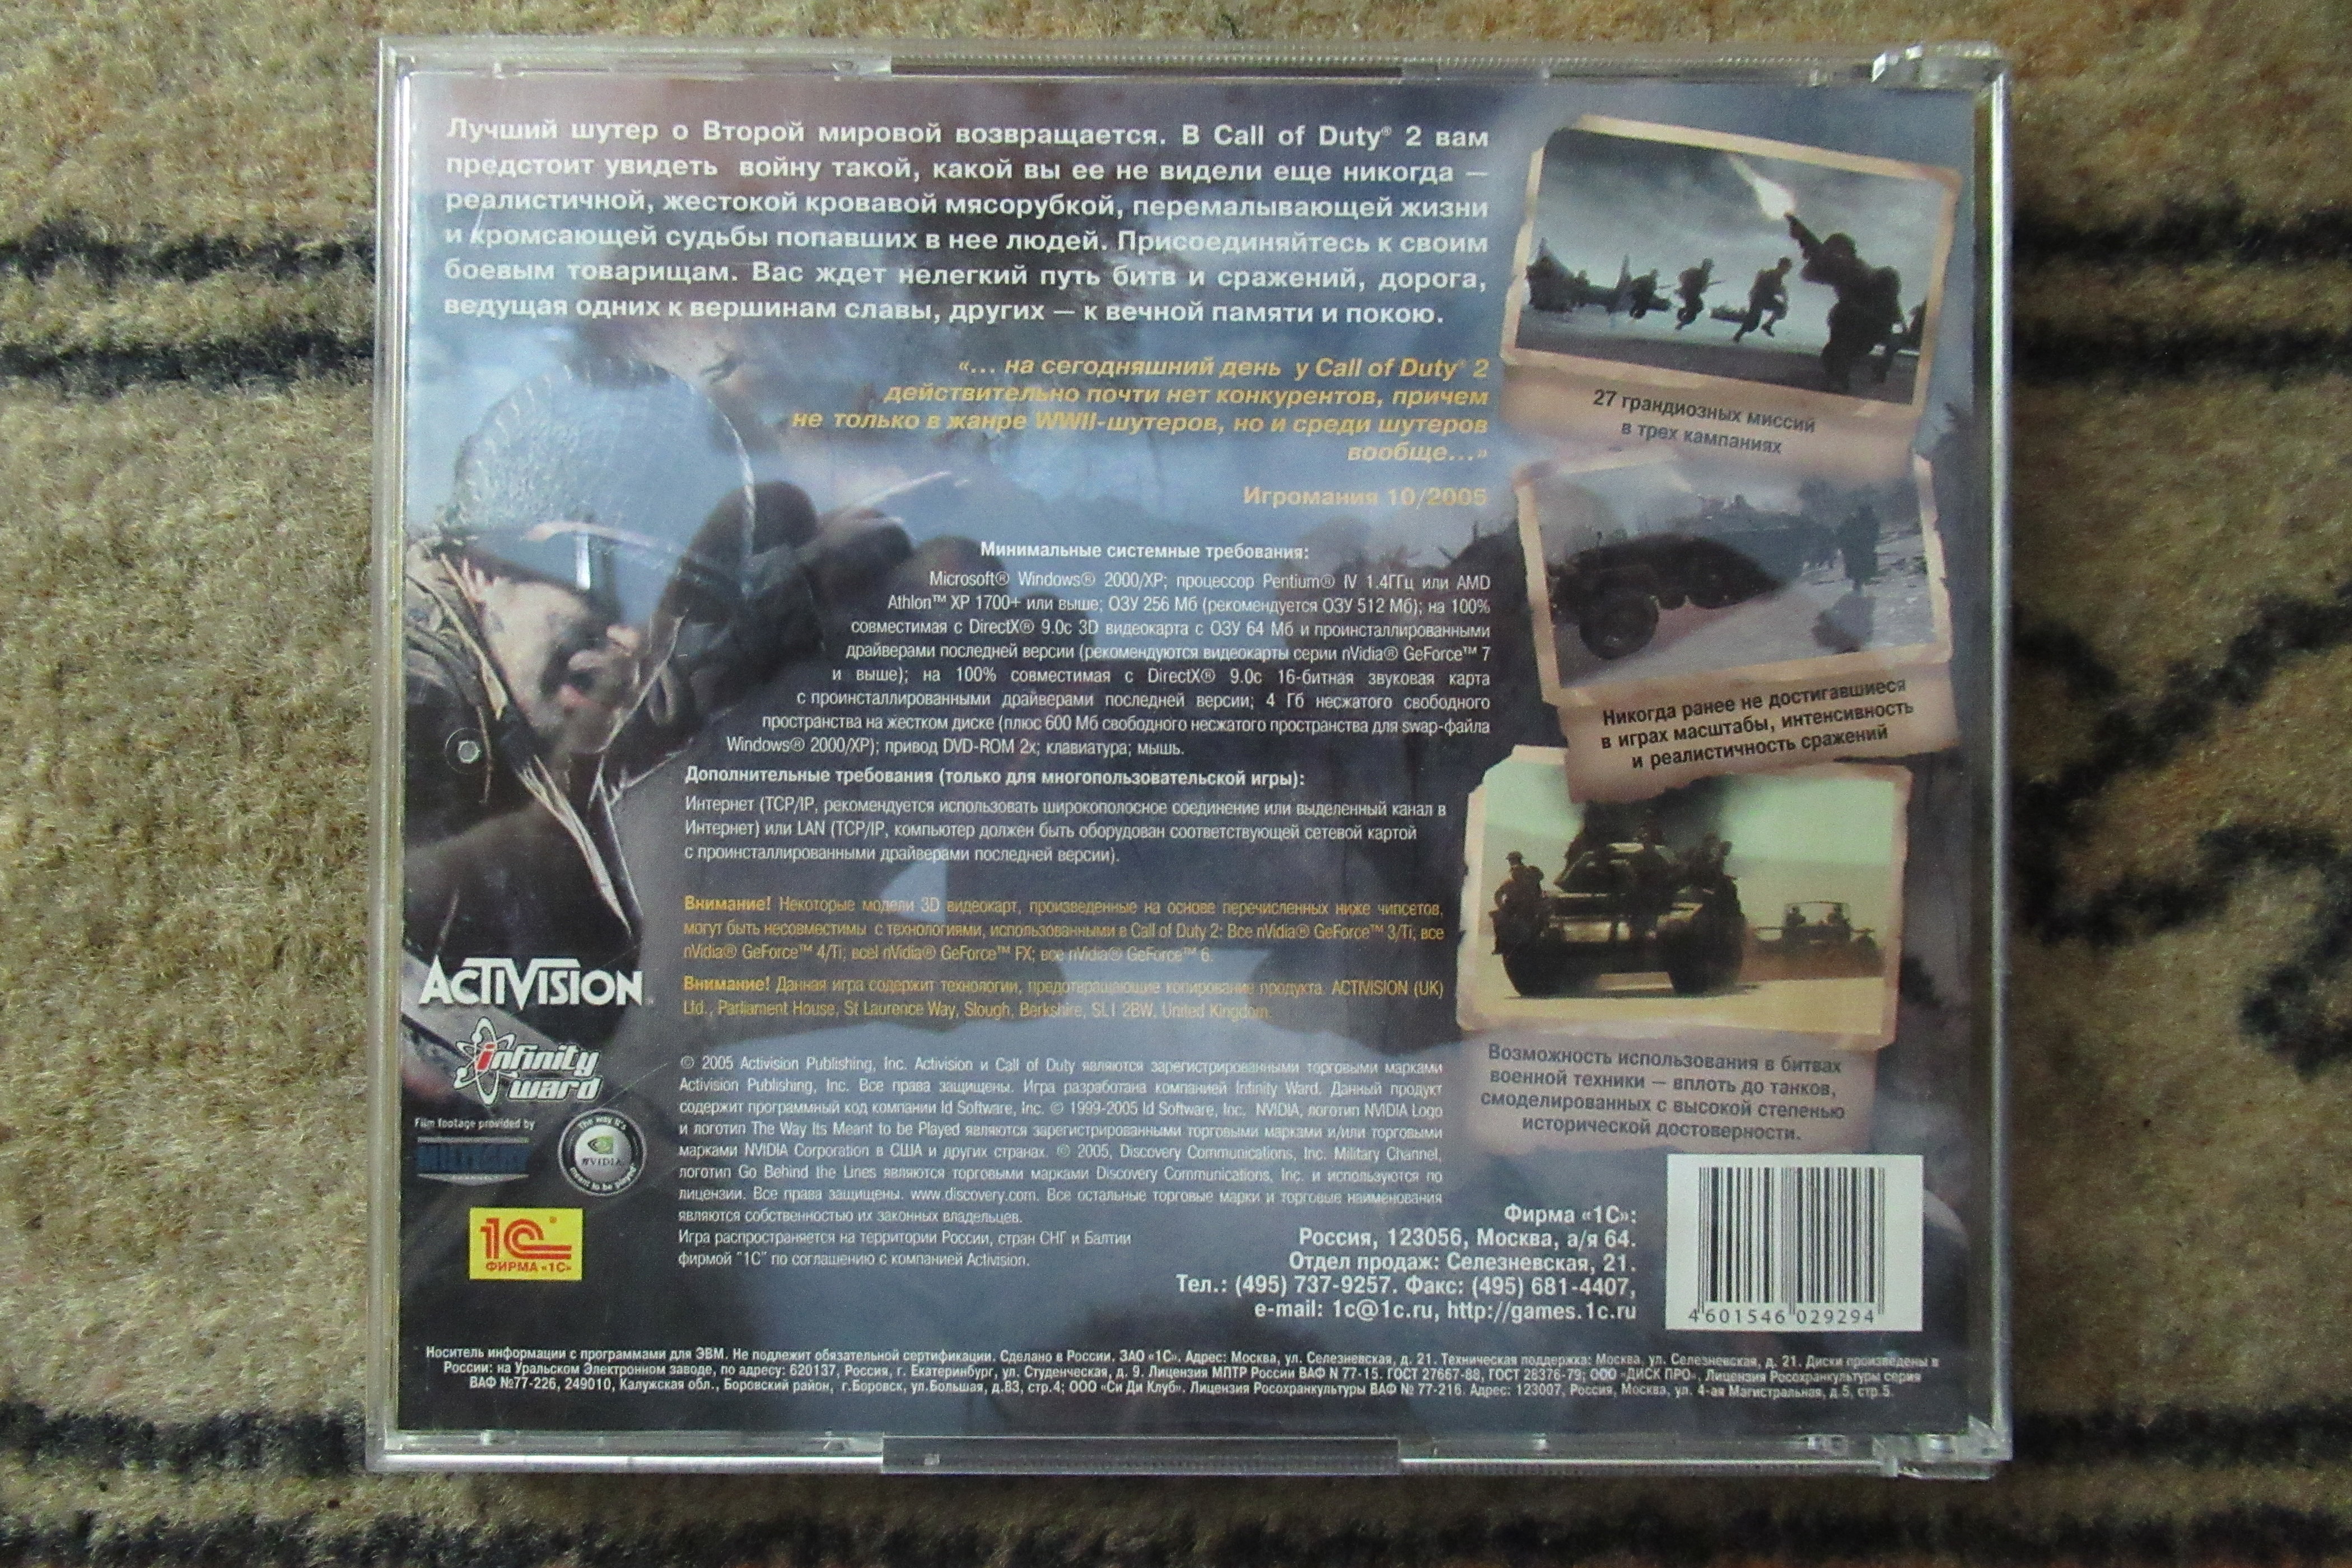 Лучший шутер о Второй мировой возвращается. В Call of Duty® 2 вам
предстоит увидеть войну такой, какой вы ее не видели еще никогда —
реалистичной, жестокой кровавой мясорубкой, перемалывающей жизни
и кромсающей судьбы попавших в нее людей. Присоединяйтесь к своим
боевым товарищам. Вас ждет нелегкий путь битв и сражений, дорога,
ведущая одних к вершинам славы, других — к вечной памяти и покою.
«... на сегодняшний день у Call of Duty® 2
действительно почти нет конкурентов, причем
не только в жанре WWII-шутеров, но и среди шутеров
вообще...»
Игромания 10/2005
27 грандиозных миссий
в трех кампаниях
Никогда ранее не достигавшиеся
в играх масштабы, интенсивность
и реалистичность сражений
Возможность использования в битвах
военной техники — вплоть до танков,
смоделированных с высокой степенью
исторической достоверности.
Минимальные системные требования:
Microsoft® Windows® 2000/XP; процессор Pentium® IV 1.4ГГц или AMD
Athlon™ XP 1700+ или выше; ОЗУ 256 Мб (рекомендуется ОЗУ 512 Мб); на 100%
совместимая с DirectX® 9.0c 3D видеокарта с ОЗУ 64 Мб и проинсталлированными
драйверами последней версии (рекомендуются видеокарты серии nVidia® GeForce™ 7
и выше); на 100% совместимая с DirectX® 9.0c 16-битная звуковая карта
с проинсталлированными драйверами последней версии; 4 Гб несжатого свободного
пространства на жестком диске (плюс 600 Мб свободного несжатого пространства для swap-файла
Windows® 2000/XP); привод DVD-ROM 2x; клавиатура; мышь.
Дополнительные требования (только для многопользовательской игры):
Интернет (TCP/IP, рекомендуется использовать широкополосное соединение или выделенный канал в
Интернет) или LAN (TCP/IP, компьютер должен быть оборудован соответствующей сетевой картой
с проинсталлированными драйверами последней версии).
Внимание! Некоторые модели 3D видеокарт, произведенные на основе перечисленных ниже чипсетов,
могут быть несовместимы с технологиями, использованными в Call of Duty 2: Все nVidia® GeForce™ 3/Ti; все
nVidia® GeForce™ 4/Ti; всеl nVidia® GeForce™ FX; все nVidia® GeForce™ 6.
Внимание! Данная игра содержит технологии, предотвращающие копирование продукта. ACTIVISION (UK)
Ltd., Parliament House, St Laurence Way, Slough, Berkshire, SL1 2BW, United Kingdom.
ACTIVISION
infinity
ward
Film footage provided by
MILITARY
The way it's
NVIDIA
meant to be played
© 2005 Activision Publishing, Inc. Activision и Call of Duty являются зарегистрированными торговыми марками
Activision Publishing, Inc. Все права защищены. Игра разработана компанией Infinity Ward. Данный продукт
содержит программный код компании Id Software, Inc. © 1999-2005 Id Software, Inc. NVIDIA, логотип NVIDIA Logo
и логотип The Way Its Meant to be Played являются зарегистрированными торговыми марками и/или торговыми
марками NVIDIA Corporation в США и других странах. © 2005, Discovery Communications, Inc. Military Channel,
логотип Go Behind the Lines являются торговыми марками Discovery Communications, Inc. и используются по
лицензии. Все права защищены. www.discovery.com. Все остальные торговые марки и торговые наименования
являются собственностью их законных владельцев.
Игра распространяется на территории России, стран СНГ и Балтии
фирмой "1С" по соглашению с компанией Activision.
1С
ФИРМА «1С»
Фирма «1С»:
Россия, 123056, Москва, а/я 64.
Отдел продаж: Селезневская, 21.
Тел.: (495) 737-9257. Факс: (495) 681-4407,
e-mail: 1c@1c.ru, http://games.1c.ru
4 601546 029294
Носитель информации с программами для ЭВМ. Не подлежит обязательной сертификации. Сделано в России. ЗАО «1С». Адрес: Москва, ул. Селезневская, д. 21. Техническая поддержка: Москва, ул. Селезневская, д. 21. Диски произведены в
России: на Уральском Электронном заводе, по адресу: 620137, Россия, г. Екатеринбург, ул. Студенческая, д. 9. Лицензия МПТР России ВАФ N 77-15. ГОСТ 27667-88, ГОСТ 28376-79; ООО «ДИСК ПРО», Лицензия Росохранкультуры серия
ВАФ №77-226, 249010, Калужская обл., Боровский район, г.Боровск, ул.Большая, д.83, стр.4; ООО «Си Ди Клуб». Лицензия Росохранкультуры ВАФ № 77-216. Адрес: 123007, Россия, Москва, ул. 4-ая Магистральная, д.5, стр.5.